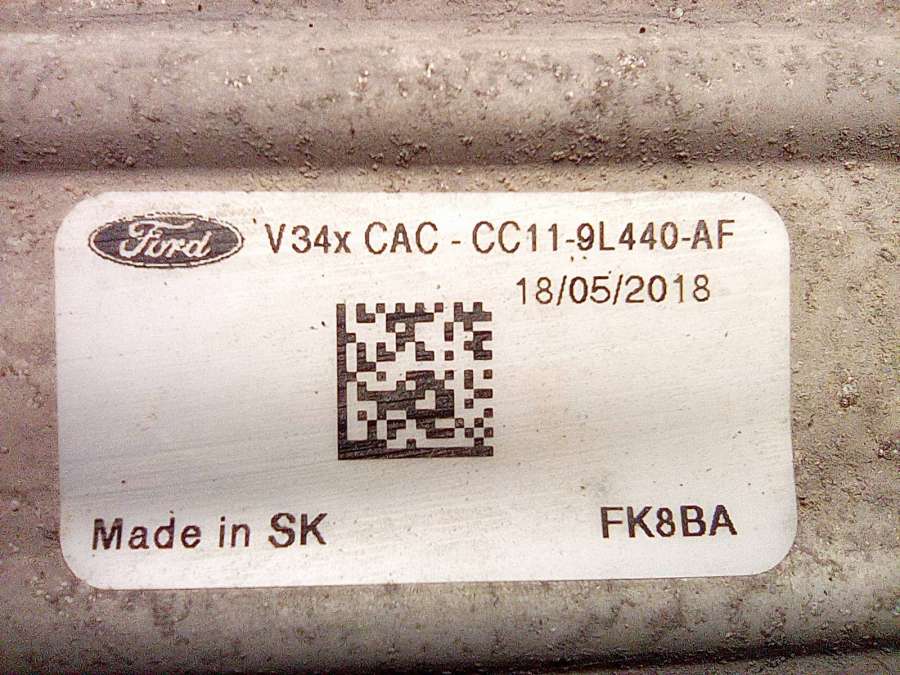 Ford V34x CAC - CC11-9L440-AF
18/05/2018
Made in SK FK8BA